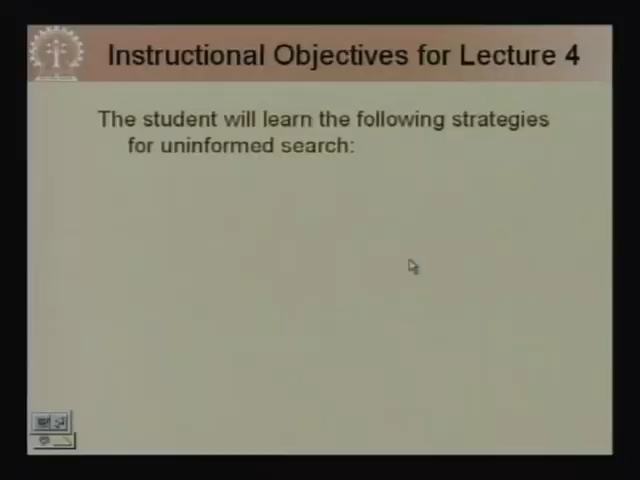 Instructional Objectives for Lecture 4
The student will learn the following strategies
for uninformed search: